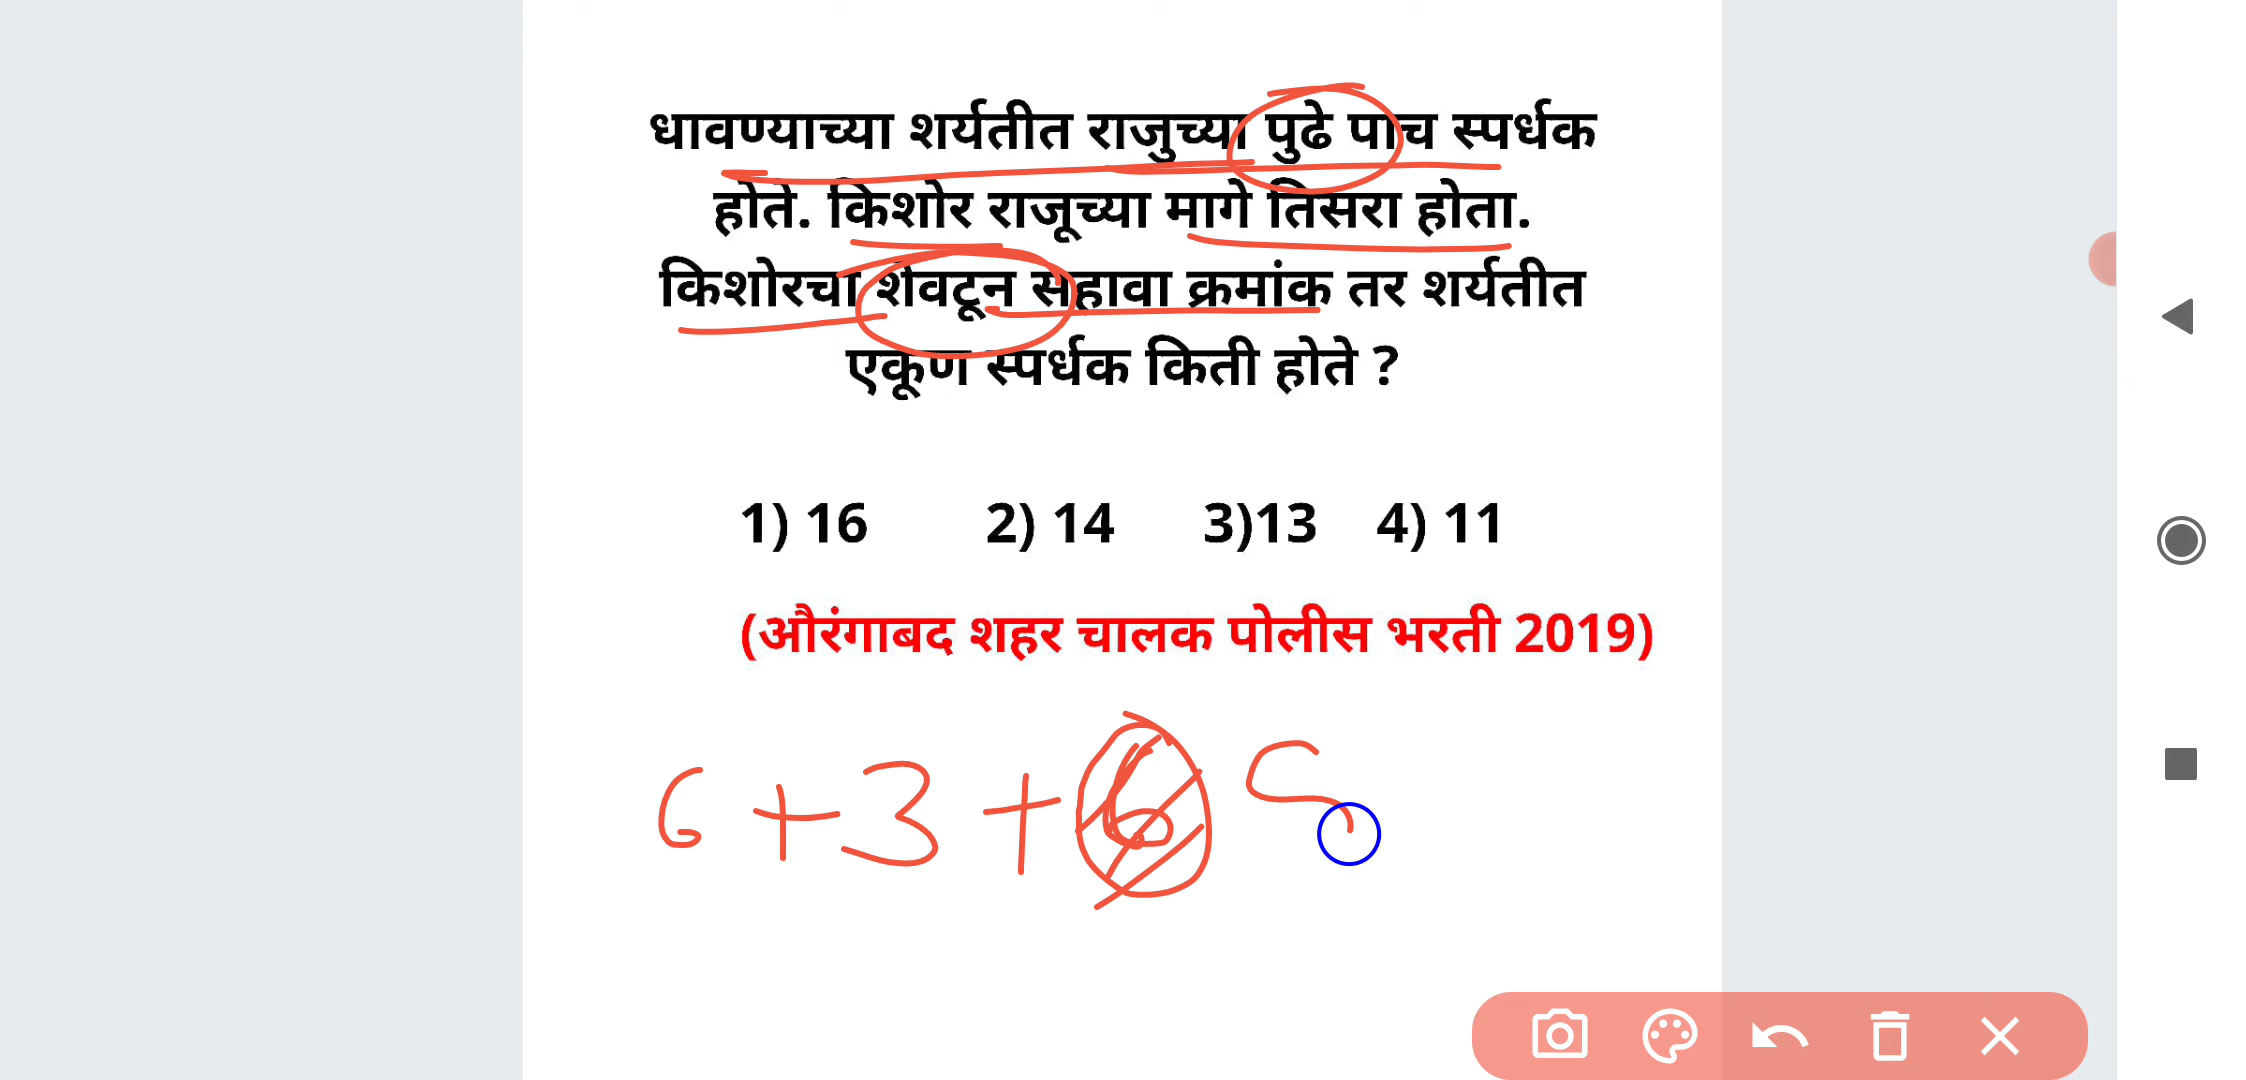 धावण्याच्या शर्यतीत राजुच्या पुढे पाच स्पर्धक
होते. किशोर राजूच्या मागे तिसरा होता.
किशोरचा शेवटून सहावा क्रमांक तर शर्यतीत
एकूण स्पर्धक किती होते ?
1) 16 2) 14 3)13 4) 11
(औरंगाबद शहर चालक पोलीस भरती 2019)
6 + 3 + 6 5